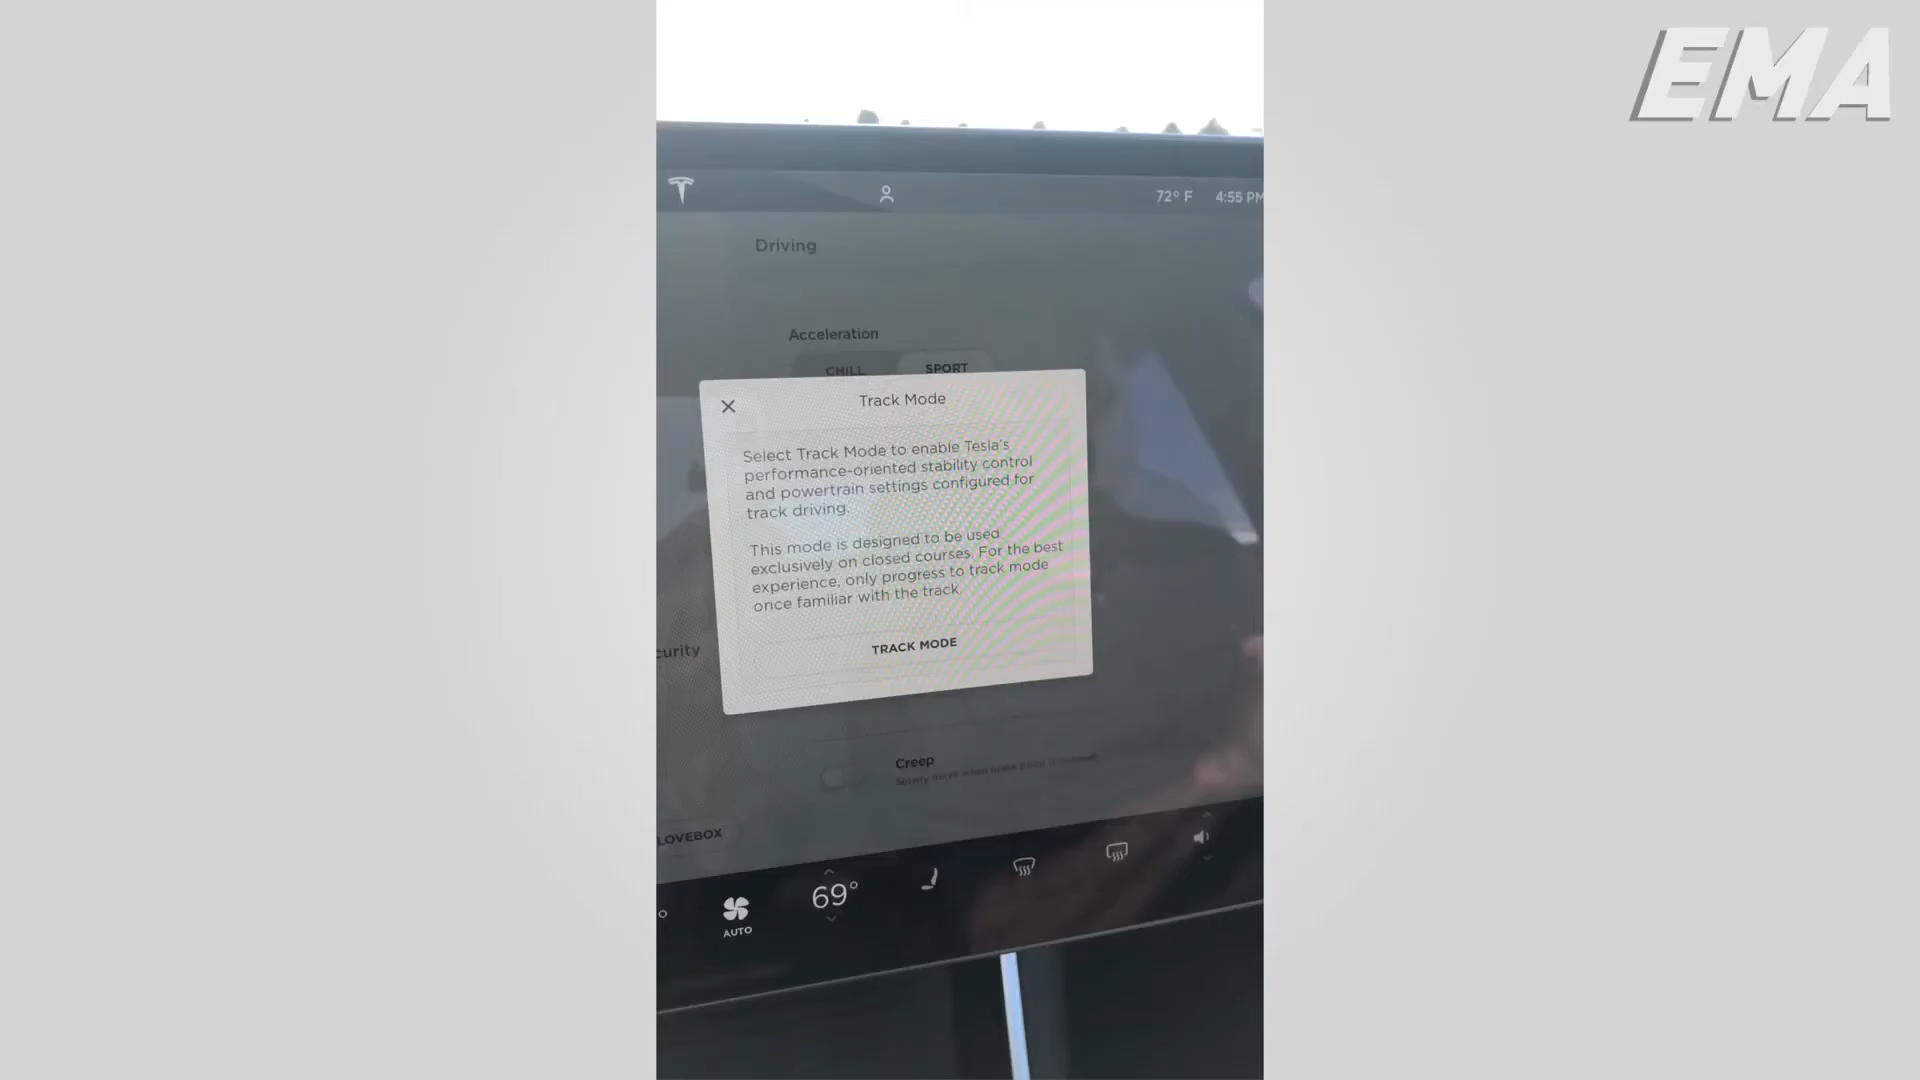 EMA
72° F 4:55 PM
Driving
Acceleration
CHILL SPORT
Track Mode
Select Track Mode to enable Tesla's
performance-oriented stability control
and powertrain settings configured for
track driving.
This mode is designed to be used
exclusively on closed courses. For the best
experience, only progress to track mode
once familiar with the track.
TRACK MODE
curity
Creep
LOVEBOX
69°
AUTO